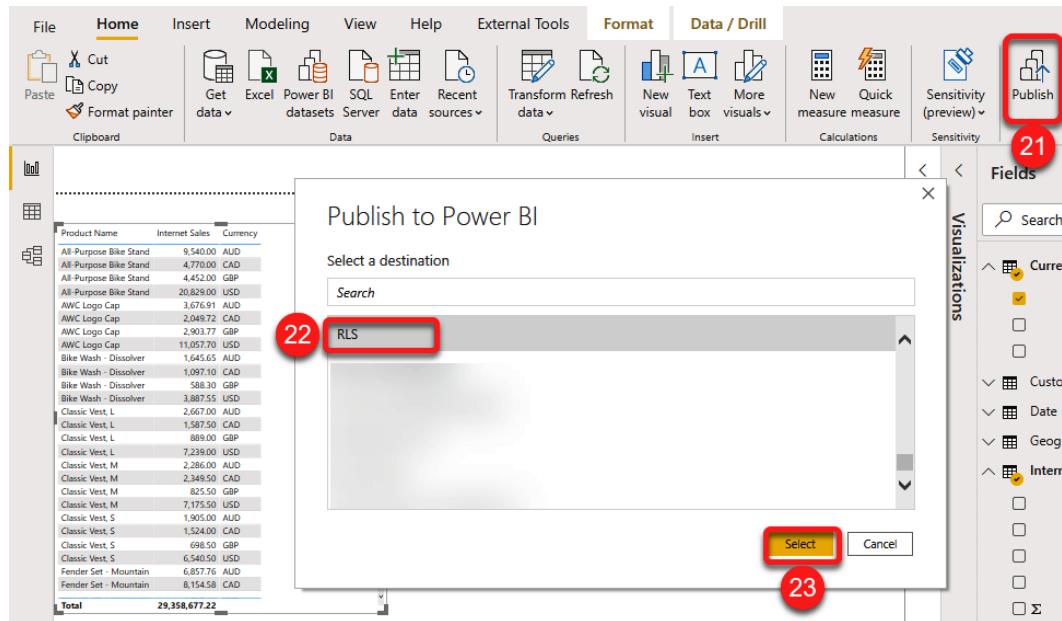 File Home Insert Modeling View Help External Tools Format Data / Drill
Paste
Cut
Copy
Format painter
Clipboard
Get data
Excel
Power BI datasets
SQL Server
Enter data
Recent sources
Data
Transform data
Refresh
Queries
New visual
Text box
More visuals
Insert
New measure
Quick measure
Calculations
Sensitivity (preview)
Sensitivity
Publish
21
Product Name Internet Sales Currency
All-Purpose Bike Stand 9,540.00 AUD
All-Purpose Bike Stand 4,770.00 CAD
All-Purpose Bike Stand 4,452.00 GBP
All-Purpose Bike Stand 20,829.00 USD
AWC Logo Cap 3,676.91 AUD
AWC Logo Cap 2,049.72 CAD
AWC Logo Cap 2,903.77 GBP
AWC Logo Cap 11,057.70 USD
Bike Wash - Dissolver 1,645.65 AUD
Bike Wash - Dissolver 1,097.10 CAD
Bike Wash - Dissolver 588.30 GBP
Bike Wash - Dissolver 3,887.55 USD
Classic Vest, L 2,667.00 AUD
Classic Vest, L 1,587.50 CAD
Classic Vest, L 889.00 GBP
Classic Vest, L 7,239.00 USD
Classic Vest, M 2,286.00 AUD
Classic Vest, M 2,349.50 CAD
Classic Vest, M 825.50 GBP
Classic Vest, M 7,175.50 USD
Classic Vest, S 1,905.00 AUD
Classic Vest, S 1,524.00 CAD
Classic Vest, S 698.50 GBP
Classic Vest, S 6,540.50 USD
Fender Set - Mountain 6,857.76 AUD
Fender Set - Mountain 8,154.58 CAD
Total 29,358,677.22
Publish to Power BI
Select a destination
Search
22
RLS
Select
Cancel
23
Visualizations
Fields
Search
Curre
Custo
Date
Geog
Intern
Σ